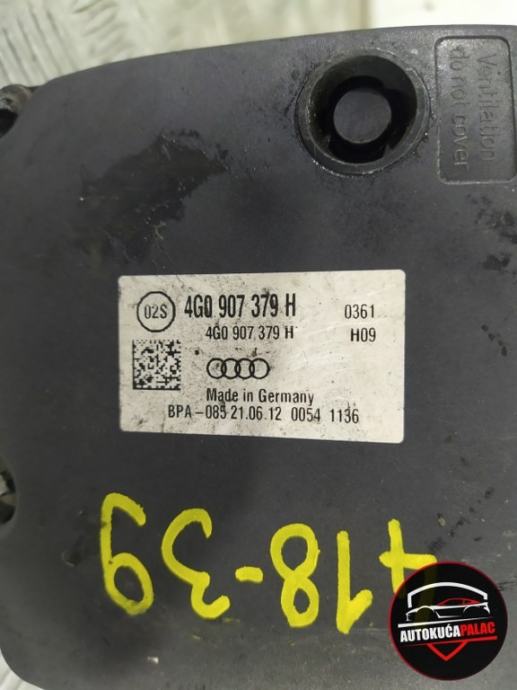 Ventilation
do not cover
02S 4G0 907 379 H 0361
4G0 907 379 H H09
Made in Germany
BPA-085 21.06.12 0054 1136
418-39
AUTOKUĆAPALAC